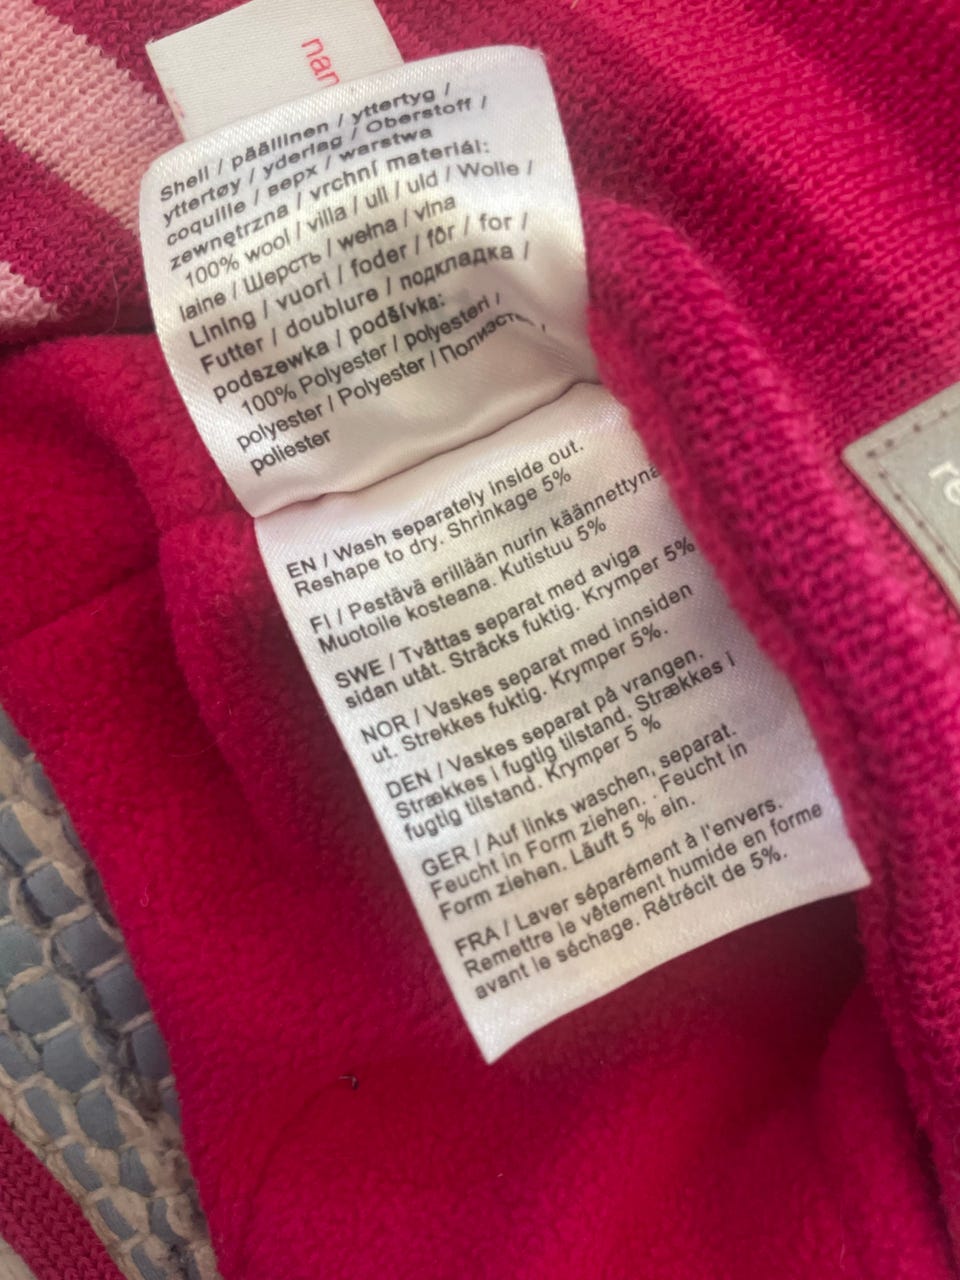 nan
Shell / päällinen / yttertyg /
yttertøy / yderlag / Oberstoff /
coquille / верх / warstwa
zewnętrzna / vrchní materiál:
100% wool / villa / ull / uld / Wolle /
laine / Шерсть / wełna / vlna
Lining / vuori / foder / fôr / for /
Futter / doublure / подкладка /
podszewka / podšívka:
100% Polyester / polyesteri /
polyester / Polyester /
poliester
EN / Wash separately inside out.
Reshape to dry. Shrinkage 5%
FI / Pestävä erillään nurin käännettynä
Muotoile kosteana. Kutistuu 5%
SWE / Tvättas separat med aviga
sidan utåt. Sträcks fuktig. Krymper 5%
NOR / Vaskes separat med innsiden
ut. Strekkes fuktig. Krymper 5%.
DEN / Vaskes separat på vrangen.
Strækkes i fugtig tilstand. Strækkes i
fugtig tilstand. Krymper 5 %
GER / Auf links waschen, separat.
Feucht in Form ziehen. · Feucht in
Form ziehen. Läuft 5 % ein.
FRA / Laver séparément à l'envers.
Remettre le vêtement humide en forme
avant le séchage. Rétrécit de 5%.